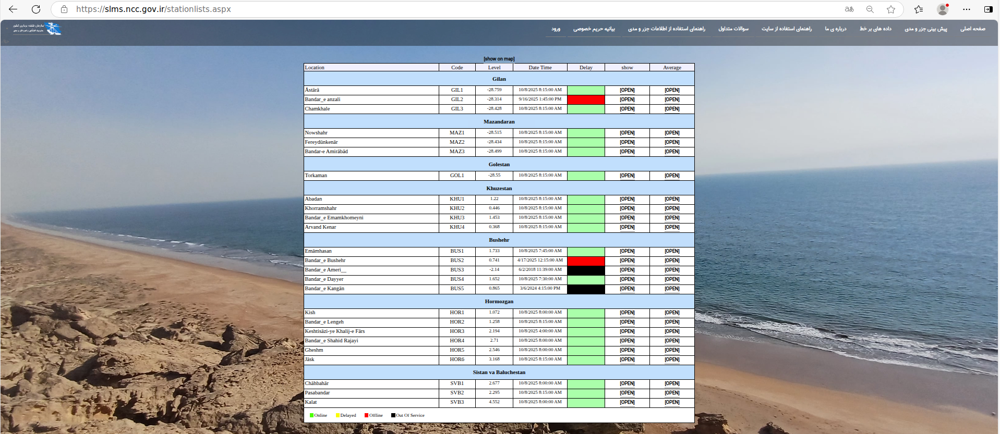 https://slms.ncc.gov.ir/stationlists.aspx
سازمان نقشه برداری کشور
صفحه اصلی پیش بینی جزر و مدی داده های بر خط درباره ی ما راهنمای استفاده از سایت سوالات متداول راهنمای استفاده از اطلاعات جزر و مدی بیانیه حریم خصوصی ورود
[show on map]
Location Code Level Date Time Delay show Average
Gilan
Āstārā GIL1 -28.759 10/8/2025 8:15:00 AM [OPEN] [OPEN]
Bandar_e anzali GIL2 -28.314 9/16/2025 1:45:00 PM [OPEN] [OPEN]
Chamkhale GIL3 -28.428 10/8/2025 8:15:00 AM [OPEN] [OPEN]
Mazandaran
Nowshahr MAZ1 -28.515 10/8/2025 8:15:00 AM [OPEN] [OPEN]
Fereydūnkenār MAZ2 -28.434 10/8/2025 8:15:00 AM [OPEN] [OPEN]
Bandar-e Amirābād MAZ3 -28.499 10/8/2025 8:15:00 AM [OPEN] [OPEN]
Golestan
Torkaman GOL1 -28.55 10/8/2025 8:15:00 AM [OPEN] [OPEN]
Khuzestan
Abadan KHU1 1.22 10/8/2025 8:15:00 AM [OPEN] [OPEN]
Khorramshahr KHU2 0.446 10/8/2025 8:15:00 AM [OPEN] [OPEN]
Bandar_e Emamkhomeyni KHU3 1.453 10/8/2025 8:15:00 AM [OPEN] [OPEN]
Arvand Kenar KHU4 0.368 10/8/2025 8:15:00 AM [OPEN] [OPEN]
Bushehr
Emāmhasan BUS1 1.733 10/8/2025 7:45:00 AM [OPEN] [OPEN]
Bandar_e Bushehr BUS2 0.741 4/17/2025 12:15:00 AM [OPEN] [OPEN]
Bandar_e Ameri__ BUS3 -2.14 6/2/2018 11:39:00 AM [OPEN] [OPEN]
Bandar_e Dayyer BUS4 1.652 10/8/2025 7:30:00 AM [OPEN] [OPEN]
Bandar_e Kangān BUS5 0.865 3/6/2024 4:15:00 PM [OPEN] [OPEN]
Hormozgan
Kish HOR1 1.072 10/8/2025 8:00:00 AM [OPEN] [OPEN]
Bandar_e Lengeh HOR2 1.258 10/8/2025 8:15:00 AM [OPEN] [OPEN]
Keshtisāzi-ye Khalij-e Fārs HOR3 2.194 10/8/2025 4:00:00 AM [OPEN] [OPEN]
Bandar_e Shahid Rajayi HOR4 2.71 10/8/2025 8:00:00 AM [OPEN] [OPEN]
Gheshm HOR5 2.546 10/8/2025 8:00:00 AM [OPEN] [OPEN]
Jāsk HOR6 3.168 10/8/2025 8:15:00 AM [OPEN] [OPEN]
Sistan va Baluchestan
Chāhbahār SVB1 2.677 10/8/2025 8:00:00 AM [OPEN] [OPEN]
Pasabandar SVB2 2.295 10/8/2025 8:15:00 AM [OPEN] [OPEN]
Kalat SVB3 4.552 10/8/2025 8:00:00 AM [OPEN] [OPEN]
Online Delayed Offline Out Of Service